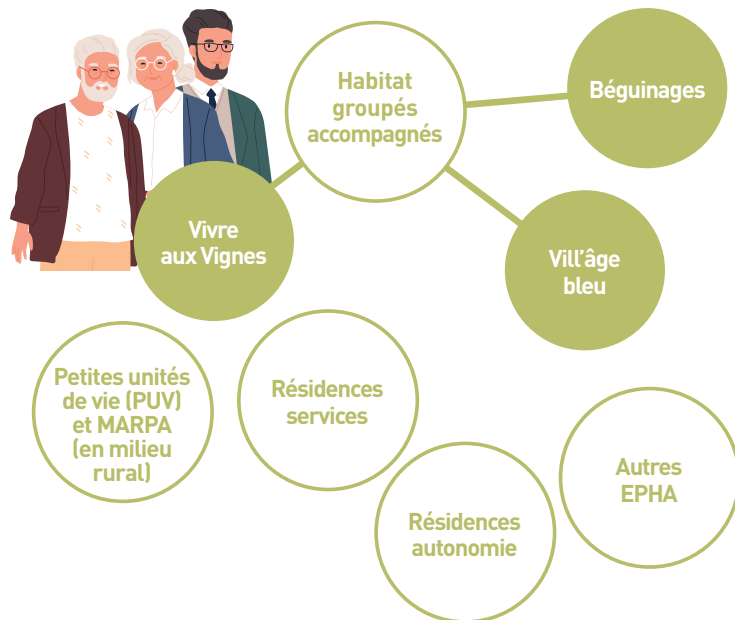 Habitat
groupés
accompagnés
Béguinages
Vivre
aux Vignes
Vill'âge
bleu
Petites unités
de vie (PUV)
et MARPA
(en milieu
rural)
Résidences
services
Autres
EPHA
Résidences
autonomie